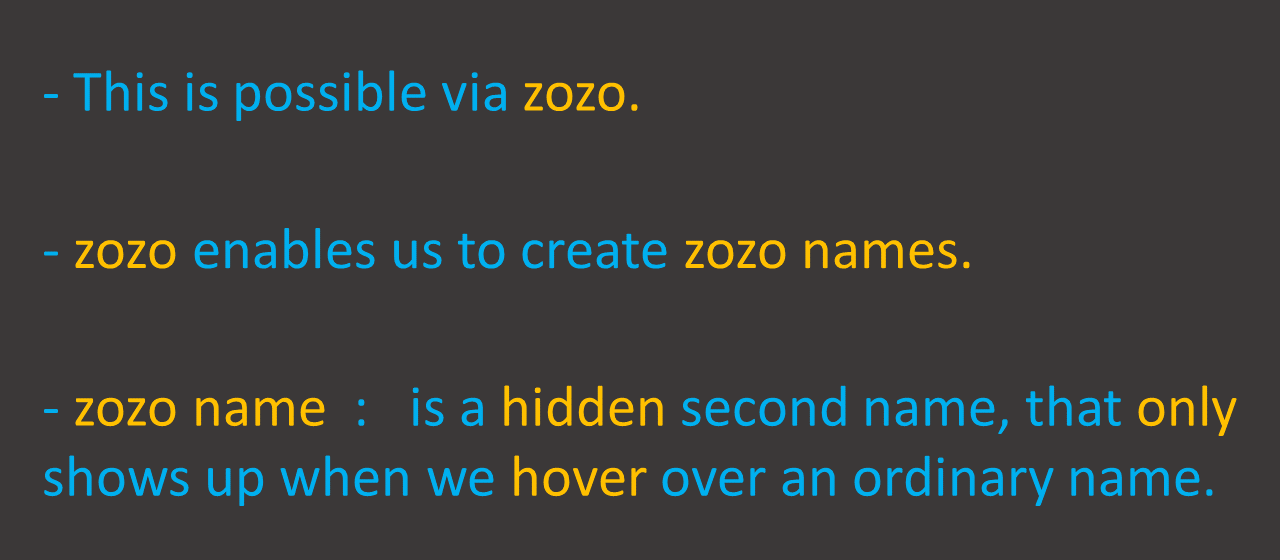 - This is possible via zozo.
- zozo enables us to create zozo names.
- zozo name : is a hidden second name, that only
shows up when we hover over an ordinary name.